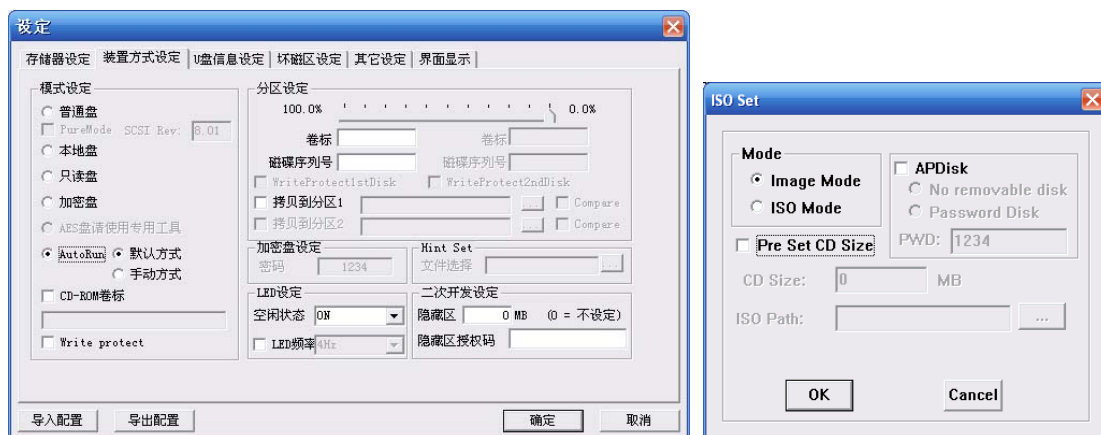 设定
存储器设定 装置方式设定 U盘信息设定 坏磁区设定 其它设定 界面显示
模式设定
普通盘
PureMode SCSI Rev: 8.01
本地盘
只读盘
加密盘
AES盘请使用专用工具
AutoRun 默认方式
手动方式
CD-ROM卷标
Write protect
分区设定
100.0% 0.0%
卷标 卷标
磁碟序列号 磁碟序列号
WriteProtect1stDisk WriteProtect2ndDisk
拷贝到分区1 ... Compare
拷贝到分区2 ... Compare
加密盘设定
密码 1234
Hint Set
文件选择 ...
LED设定
空闲状态 ON
LED频率 4Hz
二次开发设定
隐藏区 0 MB (0 = 不设定)
隐藏区授权码
导入配置 导出配置 确定 取消
ISO Set
Mode
Image Mode
ISO Mode
APDisk
No removable disk
Password Disk
PWD: 1234
Pre Set CD Size
CD Size: 0 MB
ISO Path: ...
OK Cancel